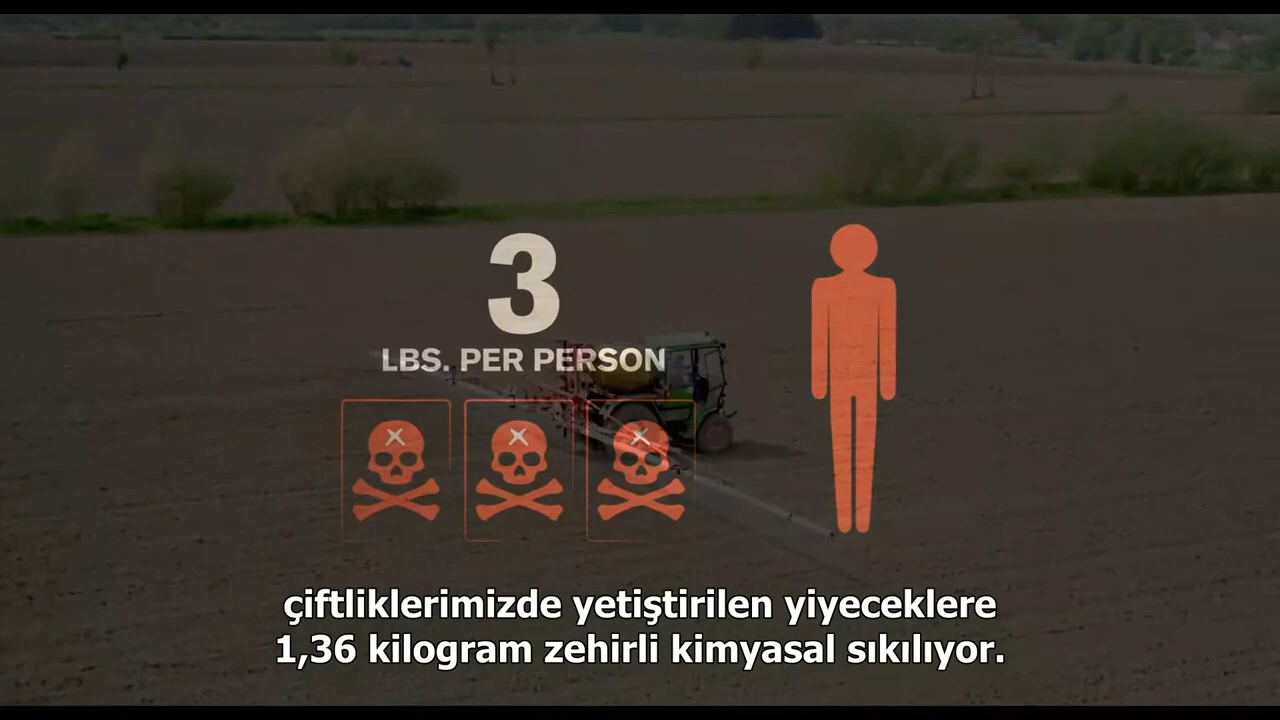 3
LBS. PER PERSON
çiftliklerimizde yetiştirilen yiyeceklere
1,36 kilogram zehirli kimyasal sıkılıyor.